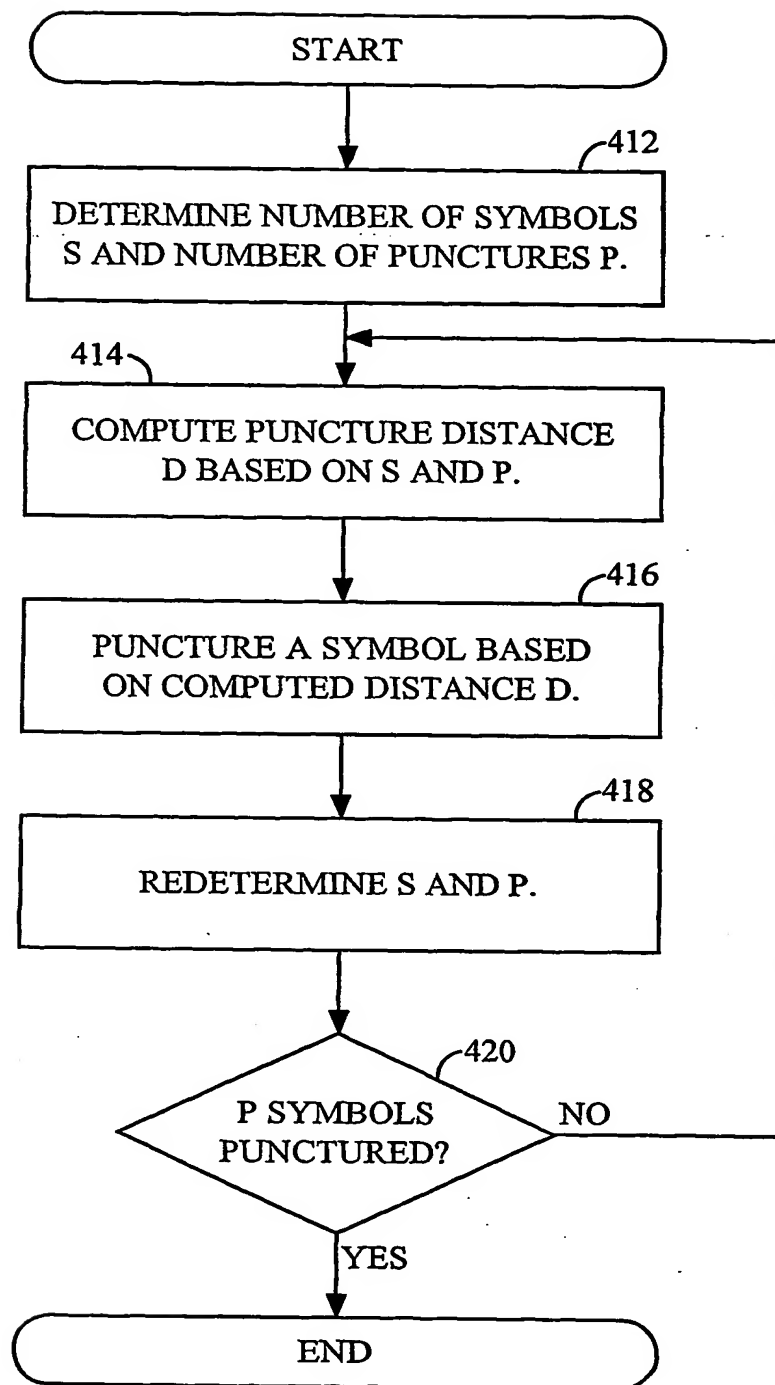 START
412
DETERMINE NUMBER OF SYMBOLS
S AND NUMBER OF PUNCTURES P.
414
COMPUTE PUNCTURE DISTANCE
D BASED ON S AND P.
416
PUNCTURE A SYMBOL BASED
ON COMPUTED DISTANCE D.
418
REDETERMINE S AND P.
420
P SYMBOLS
PUNCTURED?
NO
YES
END